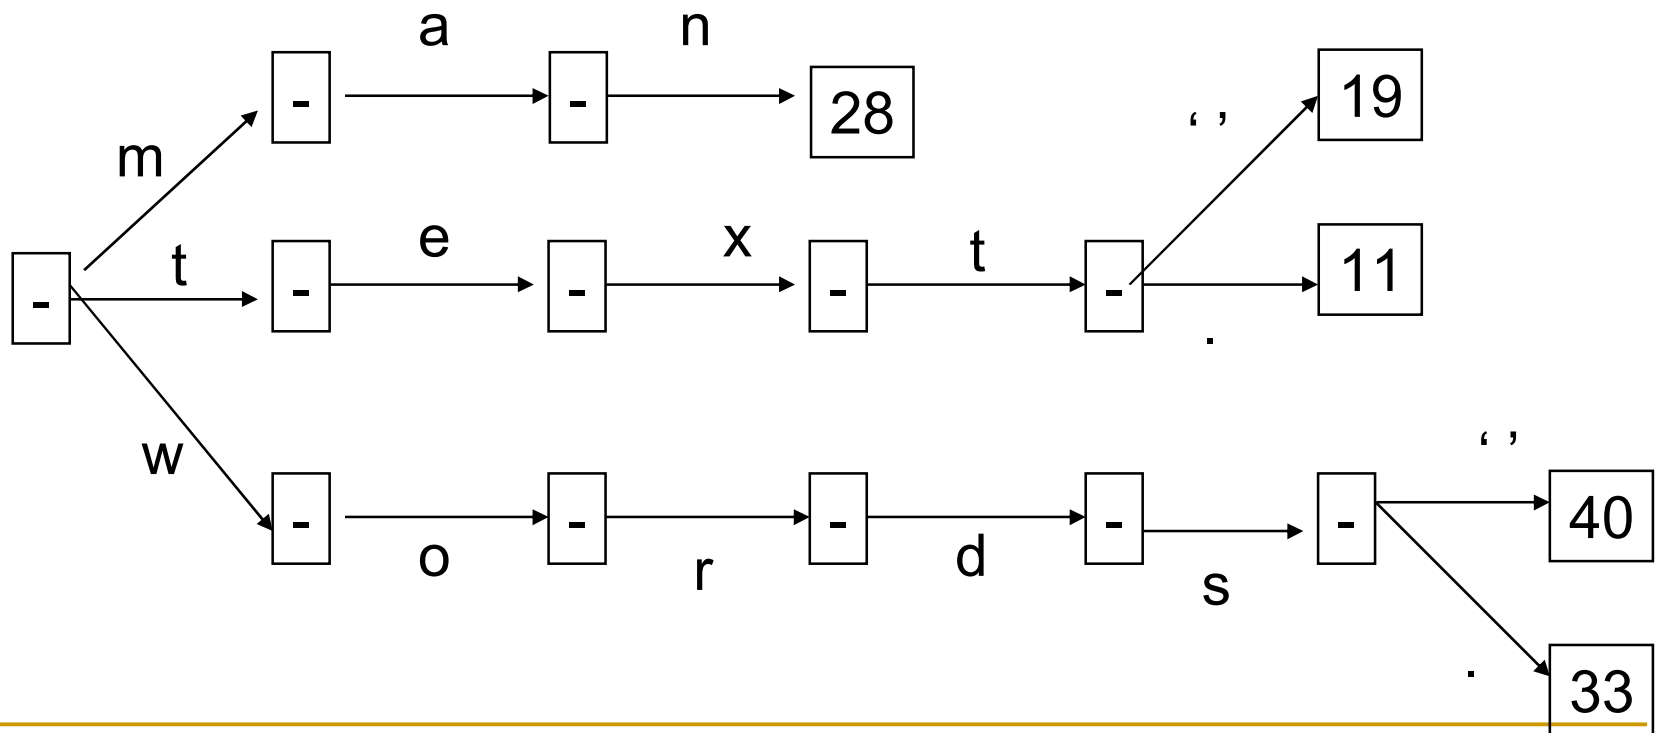 a n
- - 28 19
‘ ’
m
t e x t 11
- - - - -
.
w
‘ ’
- - - - - 40
o r d s
. 33